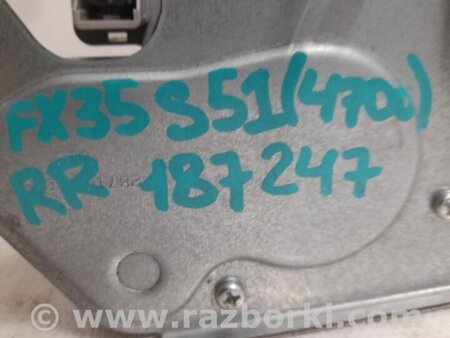 FX35 S51(4700)
RR 187247
www.razborki.com